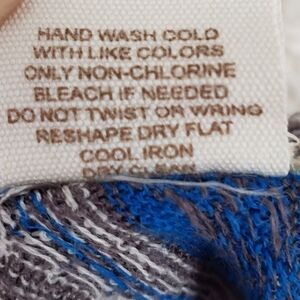 HAND WASH COLD
WITH LIKE COLORS
ONLY NON-CHLORINE
BLEACH IF NEEDED
DO NOT TWIST OR WRING
RESHAPE DRY FLAT
COOL IRON